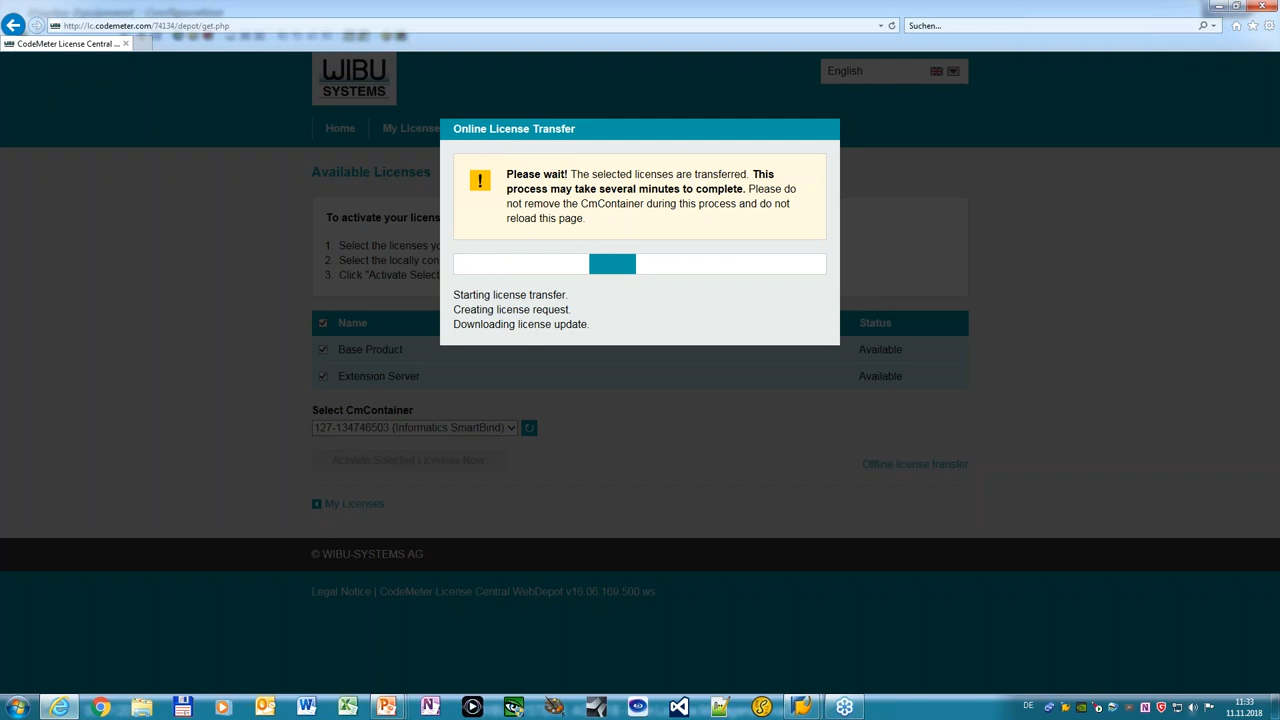 http://lc.codemeter.com/74134/depot/get.php
Suchen...
CodeMeter License Central ...
WIBU
SYSTEMS
English
Home
My License
Online License Transfer
Please wait! The selected licenses are transferred. This
process may take several minutes to complete. Please do
not remove the CmContainer during this process and do not
reload this page.
Available Licenses
To activate your licens
1. Select the licenses yo
2. Select the locally con
3. Click "Activate Select
Starting license transfer.
Creating license request.
Downloading license update.
Name
Status
Base Product
Available
Extension Server
Available
Select CmContainer
127-134746503 (Informatics SmartBind)
Activate Selected Licenses Now
Offline license transfer
My Licenses
© WIBU-SYSTEMS AG
Legal Notice | CodeMeter License Central WebDepot v16.06.169.500.ws
DE
11:33
11.11.2018